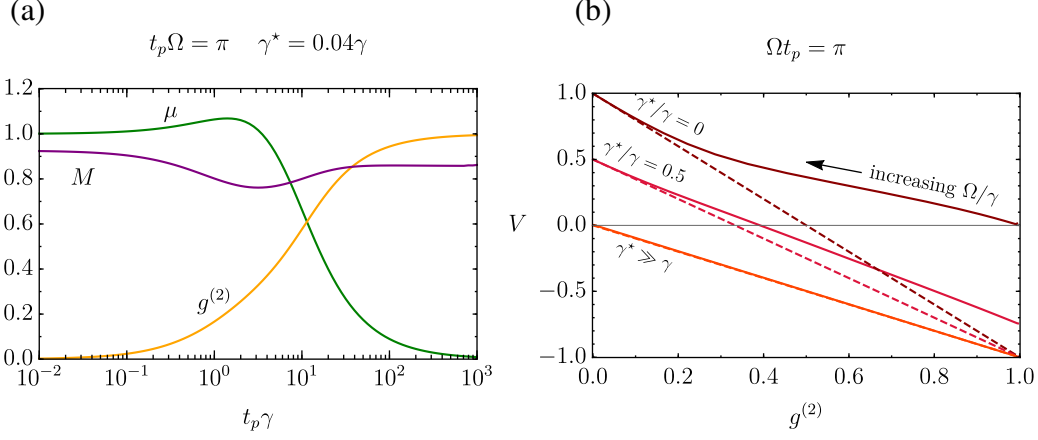 (a)
t_pΩ = π γ* = 0.04γ
1.2
1.0
0.8
0.6
0.4
0.2
0.0
μ
M
g^(2)
10^−2 10^−1 10^0 10^1 10^2 10^3
t_pγ
(b)
Ωt_p = π
1.0
0.5
0.0
−0.5
−1.0
V
γ*/γ = 0
γ*/γ = 0.5
γ* ≫ γ
increasing Ω/γ
0.0 0.2 0.4 0.6 0.8 1.0
g^(2)